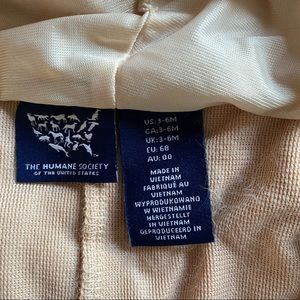 ™
THE HUMANE SOCIETY
OF THE UNITED STATES
US: 3-6M
CA: 3-6M
UK: 3-6M
EU: 68
AU: 00
MADE IN
VIETNAM
FABRIQUÉ AU
VIETNAM
WYPRODUKOWANO
W WIETNAMIE
HERGESTELLT
IN VIETNAM
GEPRODUCEERD IN
VIETNAM